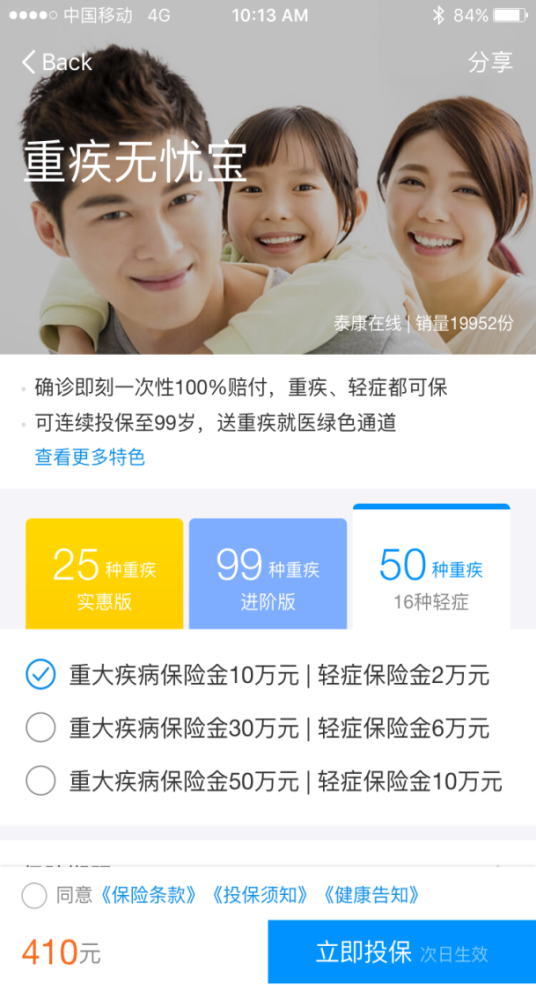 中国移动 4G 10:13 AM 84%
Back 分享
重疾无忧宝
泰康在线 | 销量19952份
确诊即刻一次性100%赔付，重疾、轻症都可保
可连续投保至99岁，送重疾就医绿色通道
查看更多特色
25 种重疾 99 种重疾 50 种重疾
实惠版 进阶版 16种轻症
重大疾病保险金10万元 | 轻症保险金2万元
重大疾病保险金30万元 | 轻症保险金6万元
重大疾病保险金50万元 | 轻症保险金10万元
同意《保险条款》《投保须知》《健康告知》
410元 立即投保 次日生效